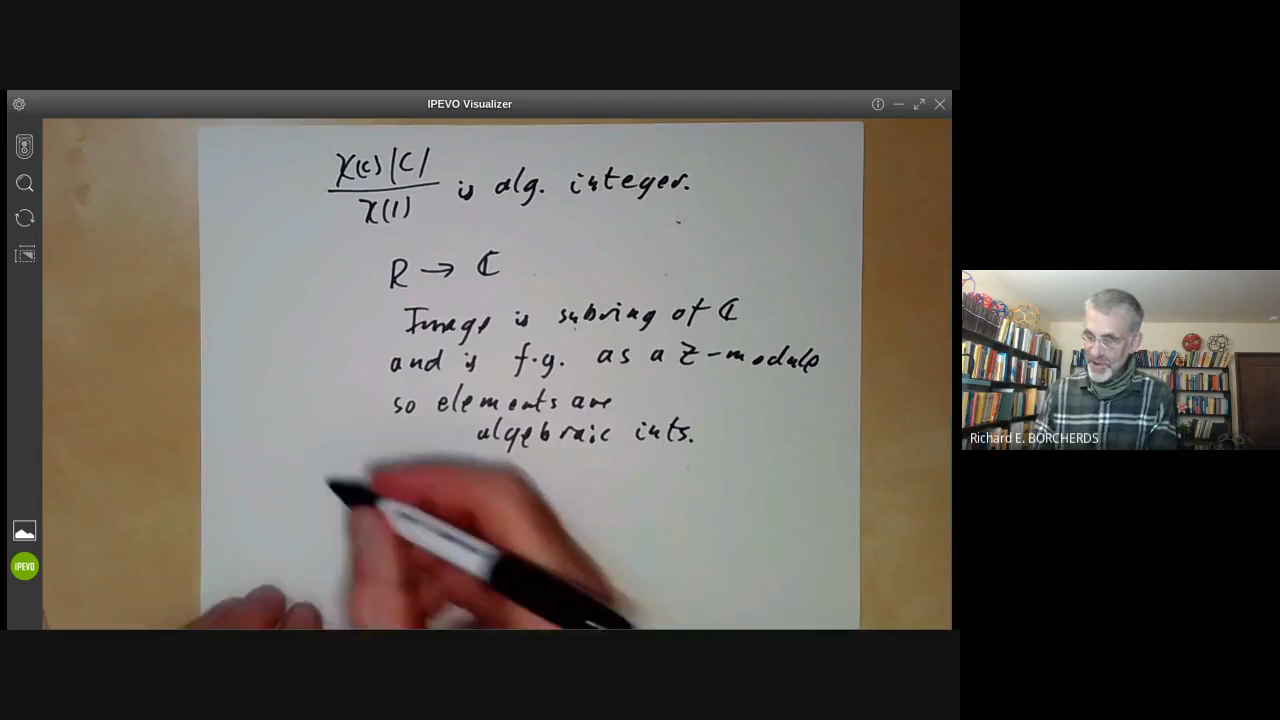 IPEVO Visualizer
χ(c)|C|
χ(1)
is alg. integer.
R → ℂ
Image is subring of ℂ
and is f.g. as a Z-module
so elements are
algebraic ints.
Richard E. BORCHERDS
IPEVO